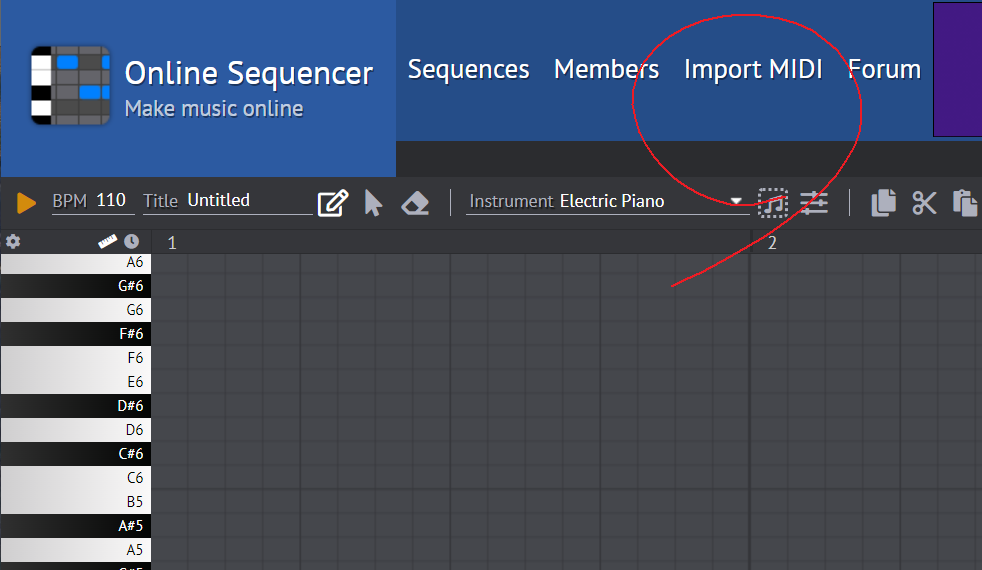 Online Sequencer
Make music online
Sequences Members Import MIDI Forum
BPM 110 Title Untitled Instrument Electric Piano
1 2
A6
G#6
G6
F#6
F6
E6
D#6
D6
C#6
C6
B5
A#5
A5
G#5